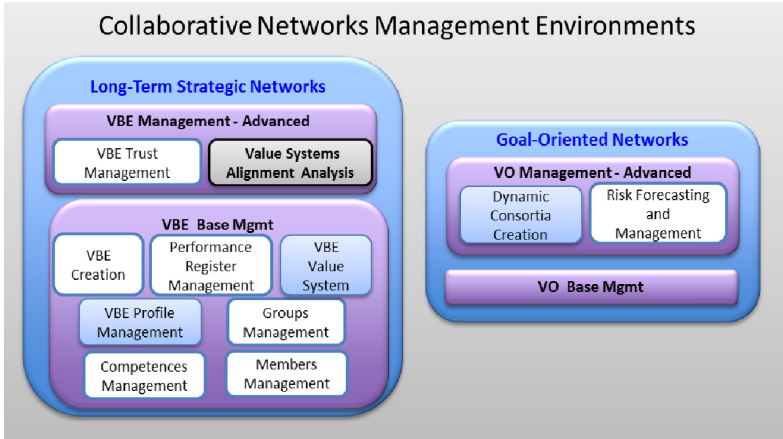 Collaborative Networks Management Environments
Long-Term Strategic Networks
VBE Management - Advanced
VBE Trust
Management
Value Systems
Alignment Analysis
VBE Base Mgmt
VBE
Creation
Performance
Register
Management
VBE
Value
System
VBE Profile
Management
Groups
Management
Competences
Management
Members
Management
Goal-Oriented Networks
VO Management - Advanced
Dynamic
Consortia
Creation
Risk Forecasting
and
Management
VO Base Mgmt